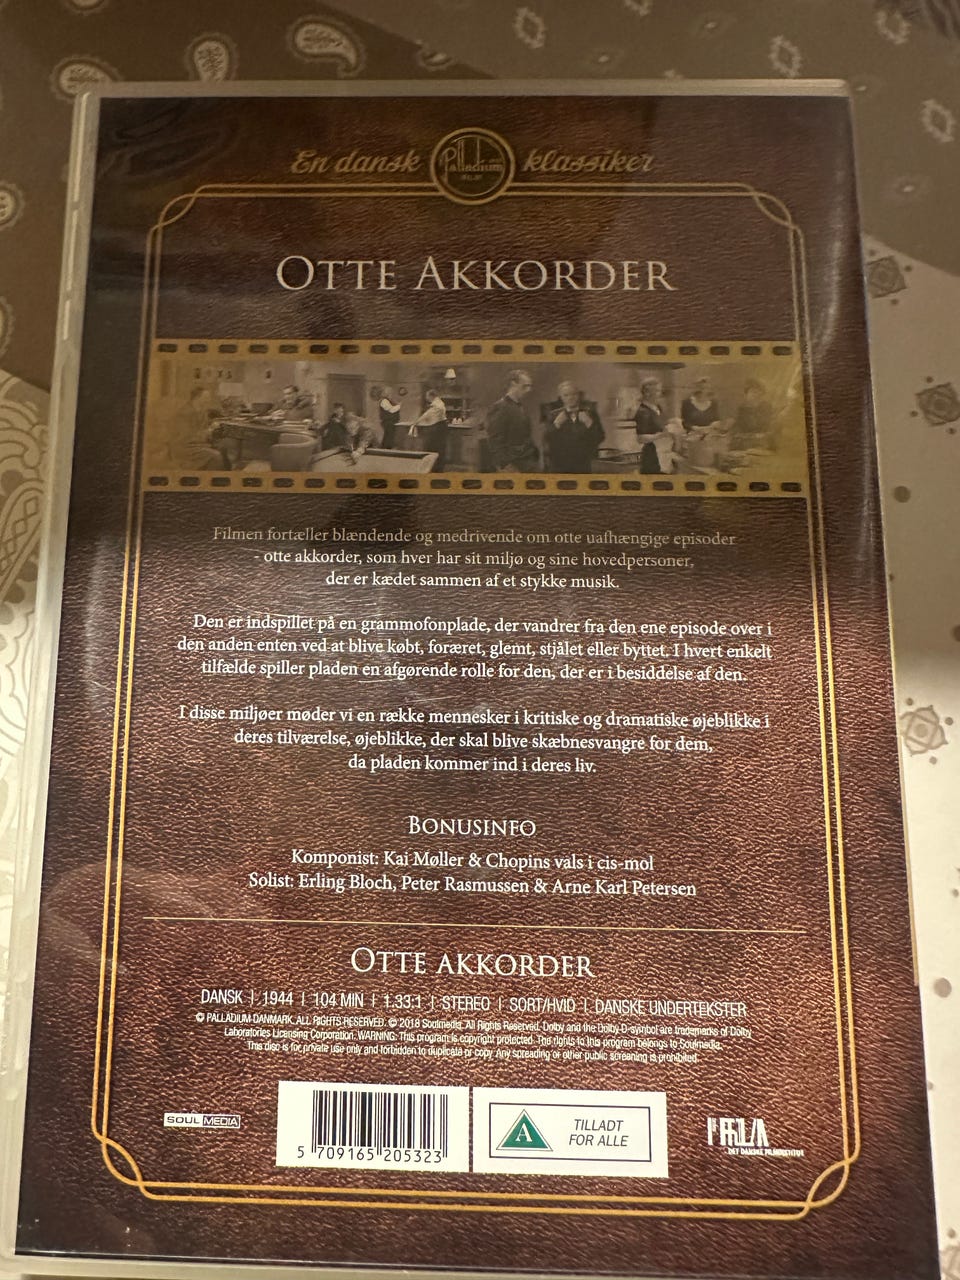 En dansk Palladium klassiker
OTTE AKKORDER
Filmen fortæller blændende og medrivende om otte uafhængige episoder
- otte akkorder, som hver har sit miljø og sine hovedpersoner,
der er kædet sammen af et stykke musik.
Den er indspillet på en grammofonplade, der vandrer fra den ene episode over i
den anden enten ved at blive købt, foræret, glemt, stjålet eller byttet. I hvert enkelt
tilfælde spiller pladen en afgørende rolle for den, der er i besiddelse af den.
I disse miljøer møder vi en række mennesker i kritiske og dramatiske øjeblikke i
deres tilværelse, øjeblikke, der skal blive skæbnesvangre for dem,
da pladen kommer ind i deres liv.
BONUSINFO
Komponist: Kai Møller & Chopins vals i cis-mol
Solist: Erling Bloch, Peter Rasmussen & Arne Karl Petersen
OTTE AKKORDER
DANSK | 1944 | 104 MIN | 1.33:1 | STEREO | SORT/HVID | DANSKE UNDERTEKSTER
© PALLADIUM DANMARK. ALL RIGHTS RESERVED. © 2018 Soulmedia. All Rights Reserved. Dolby and the Dolby-D-symbol are trademarks of Dolby
Laboratories Licensing Corporation. WARNING: This program is copyright protected. The rights to this program belongs to Soulmedia.
This disc is for private use only and forbidden to duplicate or copy. Any spreading or other public screening is prohibited.
SOUL MEDIA
5 709165 205323
A
TILLADT
FOR ALLE
DET DANSKE FILMINSTITUT